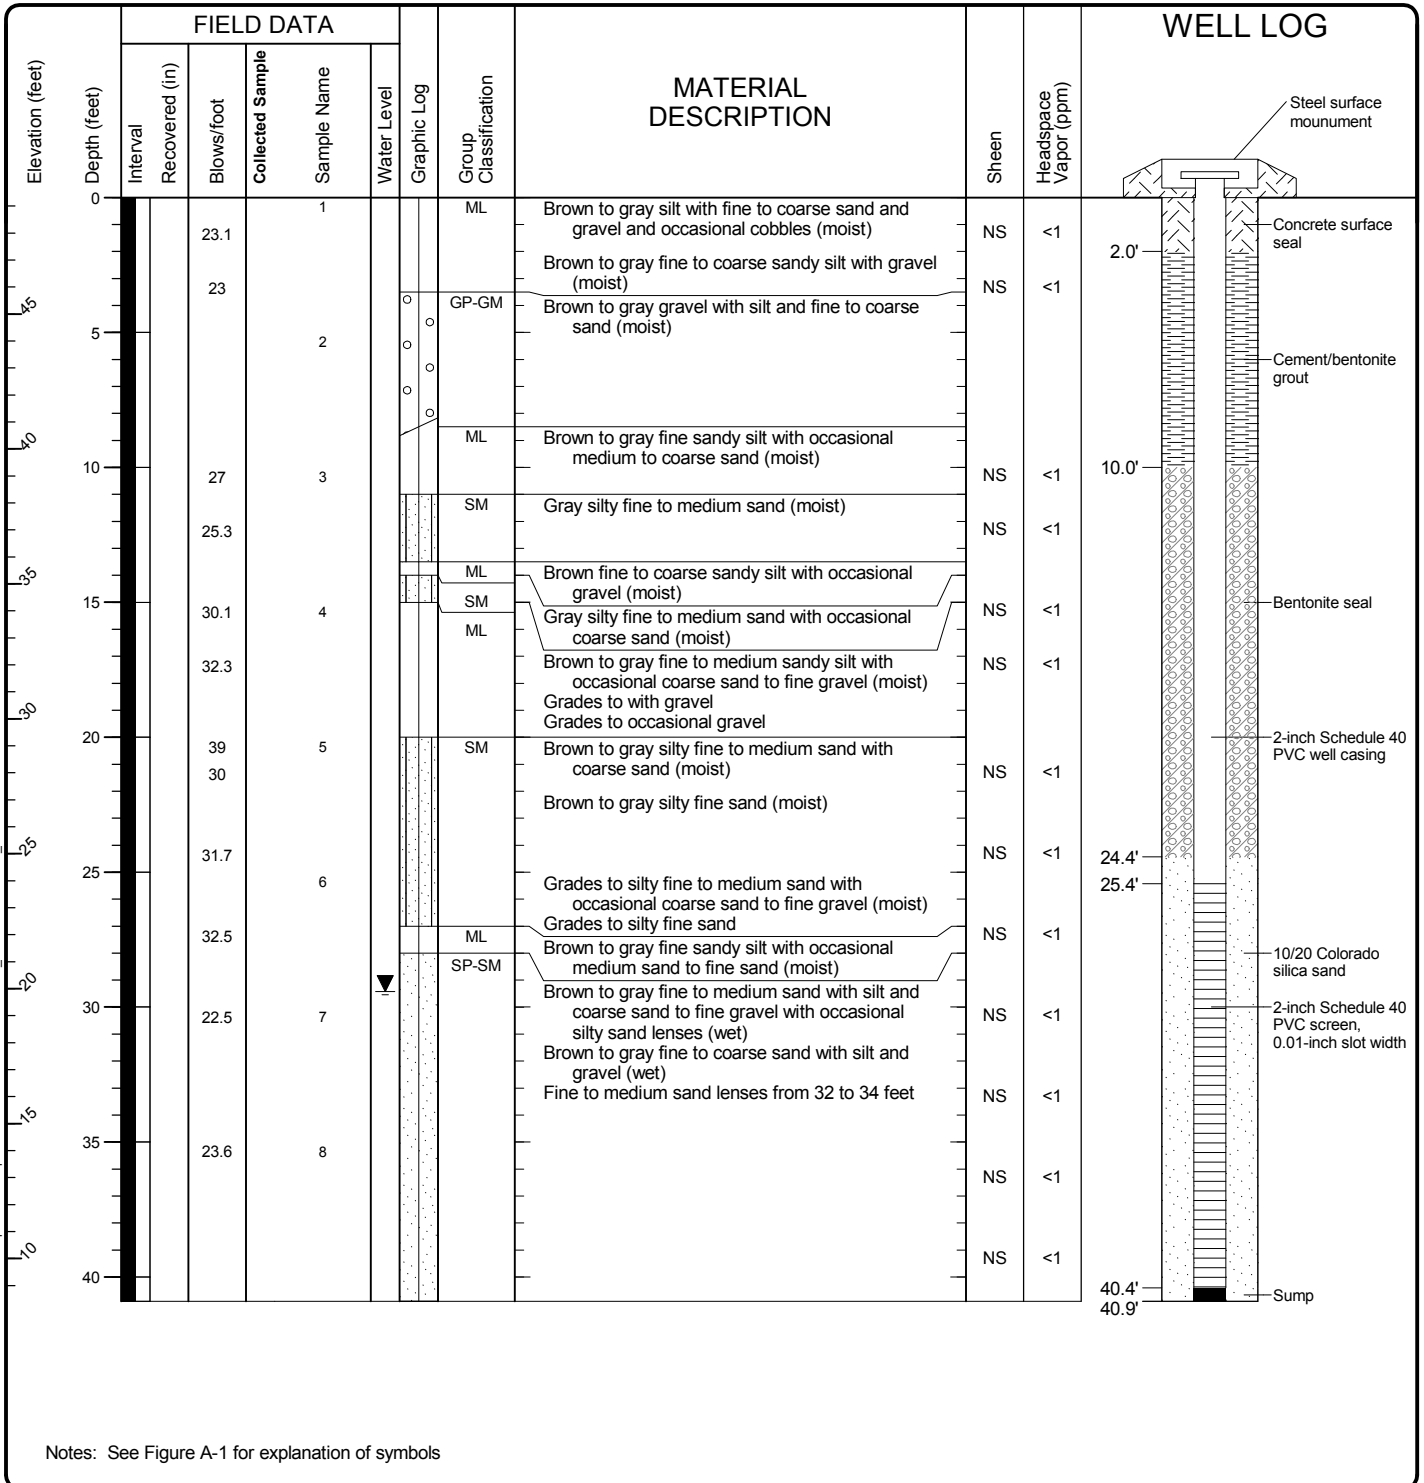 FIELD DATA
WELL LOG
Elevation (feet)
Depth (feet)
Interval
Recovered (in)
Blows/foot
Collected Sample
Sample Name
Water Level
Graphic Log
Group
Classification
MATERIAL
DESCRIPTION
Sheen
Headspace
Vapor (ppm)
Steel surface
mounument
0
1
ML
Brown to gray silt with fine to coarse sand and
gravel and occasional cobbles (moist)
23.1
NS
<1
Concrete surface
seal
2.0'
Brown to gray fine to coarse sandy silt with gravel
(moist)
23
NS
<1
45
GP-GM
Brown to gray gravel with silt and fine to coarse
sand (moist)
5
2
Cement/bentonite
grout
40
ML
Brown to gray fine sandy silt with occasional
medium to coarse sand (moist)
10
27
3
NS
<1
10.0'
SM
Gray silty fine to medium sand (moist)
25.3
NS
<1
35
ML
Brown fine to coarse sandy silt with occasional
gravel (moist)
15
30.1
4
SM
Gray silty fine to medium sand with occasional
coarse sand (moist)
NS
<1
Bentonite seal
ML
32.3
Brown to gray fine to medium sandy silt with
occasional coarse sand to fine gravel (moist)
NS
<1
Grades to with gravel
Grades to occasional gravel
30
20
39
5
SM
Brown to gray silty fine to medium sand with
coarse sand (moist)
2-inch Schedule 40
PVC well casing
30
NS
<1
Brown to gray silty fine sand (moist)
25
31.7
NS
<1
24.4'
25
25.4'
6
Grades to silty fine to medium sand with
occasional coarse sand to fine gravel (moist)
Grades to silty fine sand
32.5
ML
NS
<1
Brown to gray fine sandy silt with occasional
medium sand to fine sand (moist)
10/20 Colorado
silica sand
SP-SM
20
Brown to gray fine to medium sand with silt and
coarse sand to fine gravel with occasional
silty sand lenses (wet)
30
22.5
7
NS
<1
2-inch Schedule 40
PVC screen,
0.01-inch slot width
Brown to gray fine to coarse sand with silt and
gravel (wet)
Fine to medium sand lenses from 32 to 34 feet
NS
<1
15
35
23.6
8
NS
<1
10
NS
<1
40
40.4'
40.9'
Sump
Notes: See Figure A-1 for explanation of symbols